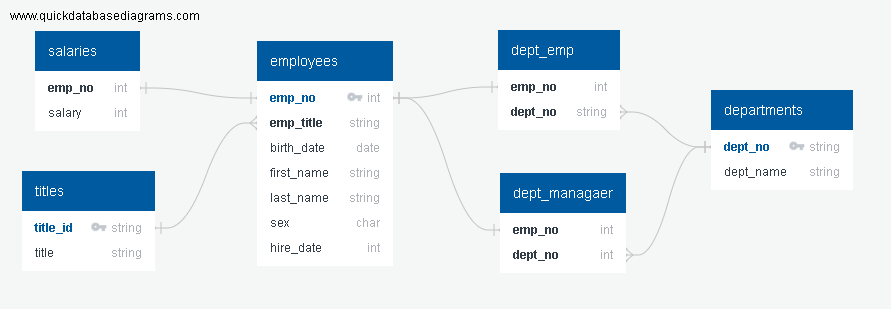 www.quickdatabasediagrams.com
salaries
emp_no int
salary int
titles
title_id string
title string
employees
emp_no int
emp_title string
birth_date date
first_name string
last_name string
sex char
hire_date int
dept_emp
emp_no int
dept_no string
dept_managaer
emp_no int
dept_no int
departments
dept_no string
dept_name string